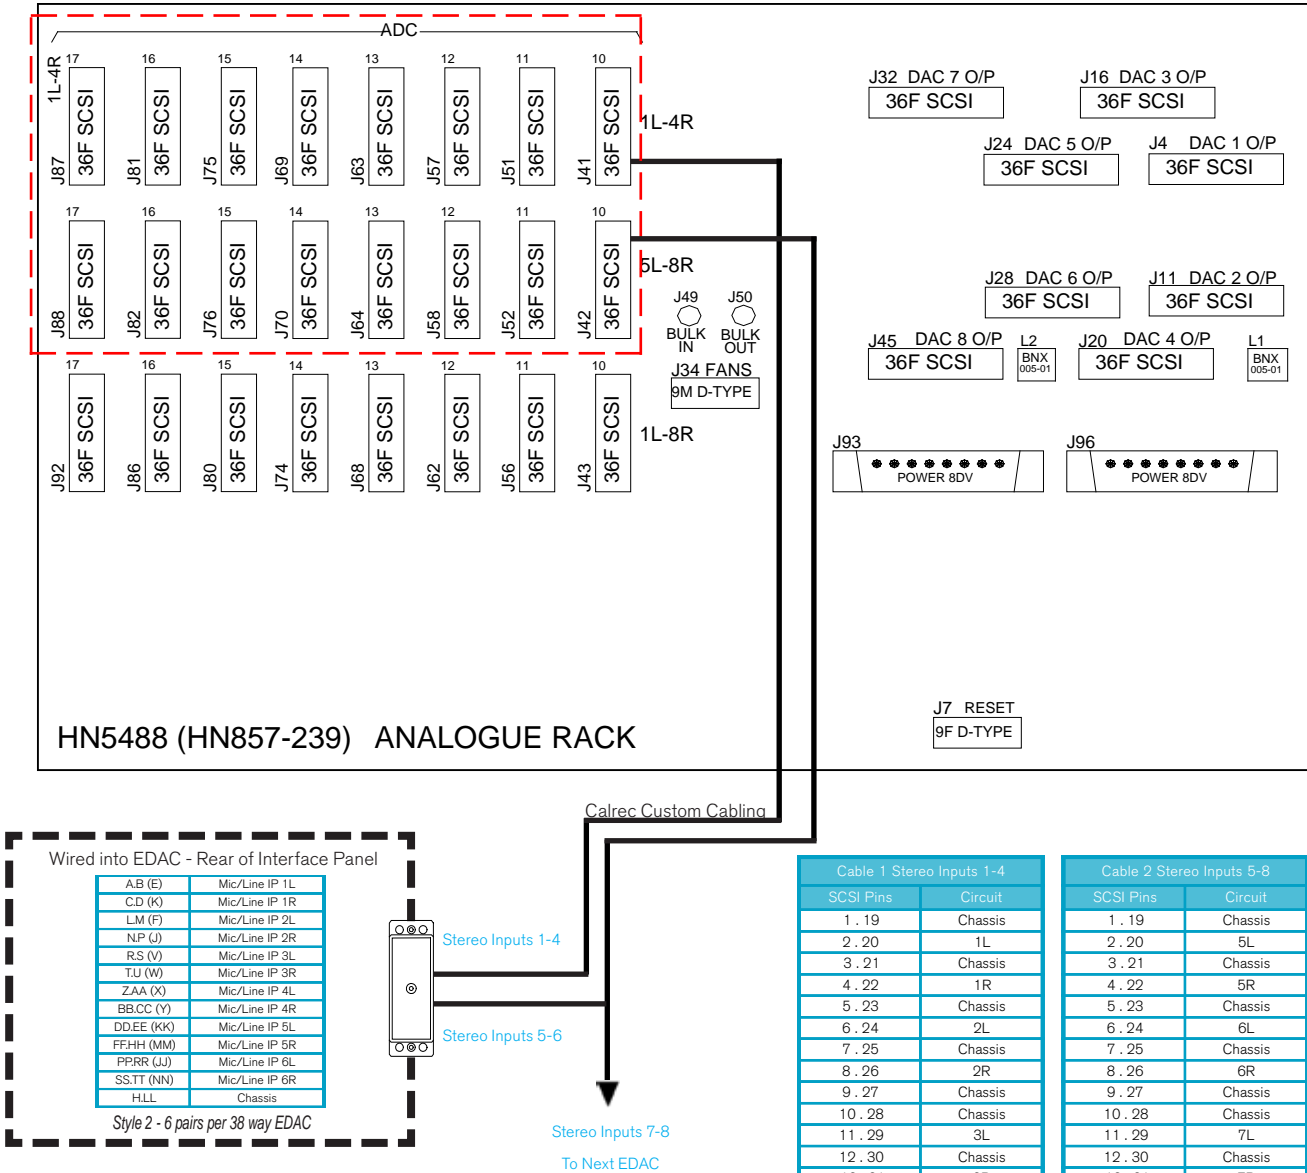 ADC
17 16 15 14 13 12 11 10
1L-4R
J87 36F SCSI J81 36F SCSI J75 36F SCSI J69 36F SCSI J63 36F SCSI J57 36F SCSI J51 36F SCSI J41 36F SCSI
1L-4R
17 16 15 14 13 12 11 10
J88 36F SCSI J82 36F SCSI J76 36F SCSI J70 36F SCSI J64 36F SCSI J58 36F SCSI J52 36F SCSI J42 36F SCSI
5L-8R
17 16 15 14 13 12 11 10
J92 36F SCSI J86 36F SCSI J80 36F SCSI J74 36F SCSI J68 36F SCSI J62 36F SCSI J56 36F SCSI J43 36F SCSI
1L-8R
J49 J50
BULK IN BULK OUT
J34 FANS
9M D-TYPE
J32 DAC 7 O/P
36F SCSI
J16 DAC 3 O/P
36F SCSI
J24 DAC 5 O/P
36F SCSI
J4 DAC 1 O/P
36F SCSI
J28 DAC 6 O/P
36F SCSI
J11 DAC 2 O/P
36F SCSI
J45 DAC 8 O/P
36F SCSI
L2
BNX
005-01
J20 DAC 4 O/P
36F SCSI
L1
BNX
005-01
J93
POWER 8DV
J96
POWER 8DV
J7 RESET
9F D-TYPE
HN5488 (HN857-239) ANALOGUE RACK
Calrec Custom Cabling
Wired into EDAC - Rear of Interface Panel
A.B (E) Mic/Line IP 1L
C.D (K) Mic/Line IP 1R
L.M (F) Mic/Line IP 2L
N.P (J) Mic/Line IP 2R
R.S (V) Mic/Line IP 3L
T.U (W) Mic/Line IP 3R
Z.AA (X) Mic/Line IP 4L
BB.CC (Y) Mic/Line IP 4R
DD.EE (KK) Mic/Line IP 5L
FF.HH (MM) Mic/Line IP 5R
PP.RR (JJ) Mic/Line IP 6L
SS.TT (NN) Mic/Line IP 6R
H.LL Chassis
Style 2 - 6 pairs per 38 way EDAC
Stereo Inputs 1-4
Stereo Inputs 5-6
Stereo Inputs 7-8
To Next EDAC
Cable 1 Stereo Inputs 1-4
SCSI Pins Circuit
1 . 19 Chassis
2 . 20 1L
3 . 21 Chassis
4 . 22 1R
5 . 23 Chassis
6 . 24 2L
7 . 25 Chassis
8 . 26 2R
9 . 27 Chassis
10 . 28 Chassis
11 . 29 3L
12 . 30 Chassis
Cable 2 Stereo Inputs 5-8
SCSI Pins Circuit
1 . 19 Chassis
2 . 20 5L
3 . 21 Chassis
4 . 22 5R
5 . 23 Chassis
6 . 24 6L
7 . 25 Chassis
8 . 26 6R
9 . 27 Chassis
10 . 28 Chassis
11 . 29 7L
12 . 30 Chassis